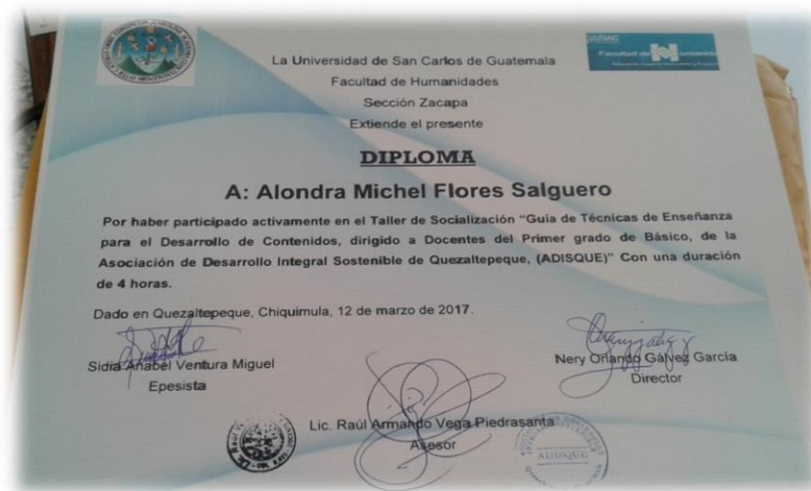 USAC
Facultad de Humanidades
La Universidad de San Carlos de Guatemala
Facultad de Humanidades
Sección Zacapa
Extiende el presente
DIPLOMA
A: Alondra Michel Flores Salguero
Por haber participado activamente en el Taller de Socialización "Guía de Técnicas de Enseñanza
para el Desarrollo de Contenidos, dirigido a Docentes del Primer grado de Básico, de la
Asociación de Desarrollo Integral Sostenible de Quezaltepeque, (ADISQUE)" Con una duración
de 4 horas.
Dado en Quezaltepeque, Chiquimula, 12 de marzo de 2017.
Sidia Anabel Ventura Miguel
Epesista
Nery Orlando Gálvez García
Director
Lic. Raúl Armando Vega Piedrasanta
Asesor
ADISQUE